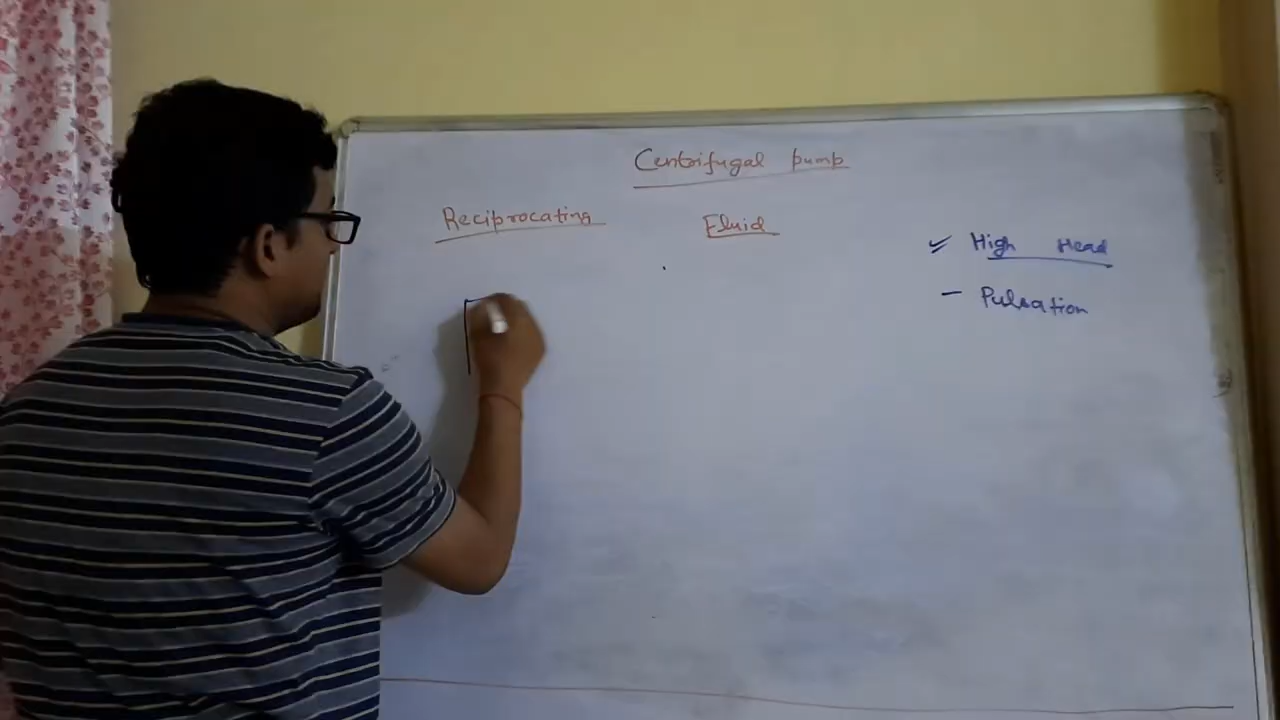 Centrifugal pump
Reciprocating
Fluid
✓ High Head
- Pulsation